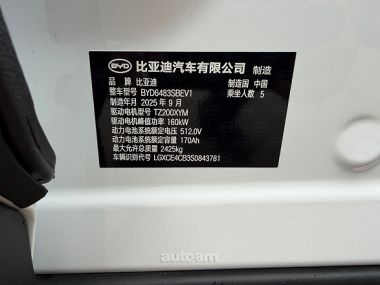 BYD 比亚迪汽车有限公司 制造
品牌 比亚迪 制造国 中国
整车型号 BYD6483SBEV1 乘坐人数 5
制造年月 2025年9月
驱动电机型号 TZ200XYM
驱动电机峰值功率 160kW
动力电池系统额定电压 512.0V
动力电池系统额定容量 170Ah
最大允许总质量 2425kg
车辆识别代号 LGXCE4CB3S0843781
autoam